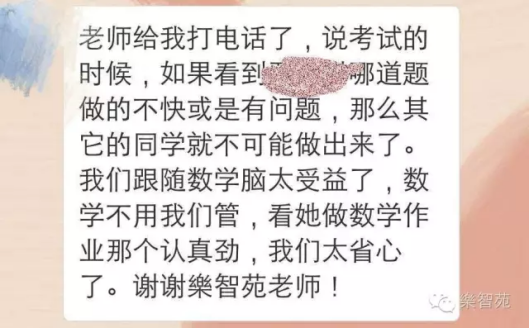 老师给我打电话了，说考试的
时候，如果看到哪道题
做的不快或是有问题，那么其
它的同学就不可能做出来了。
我们跟随数学脑太受益了，数
学不用我们管，看她做数学作
业那个认真劲，我们太省心
了。谢谢樂智苑老师！
樂智苑